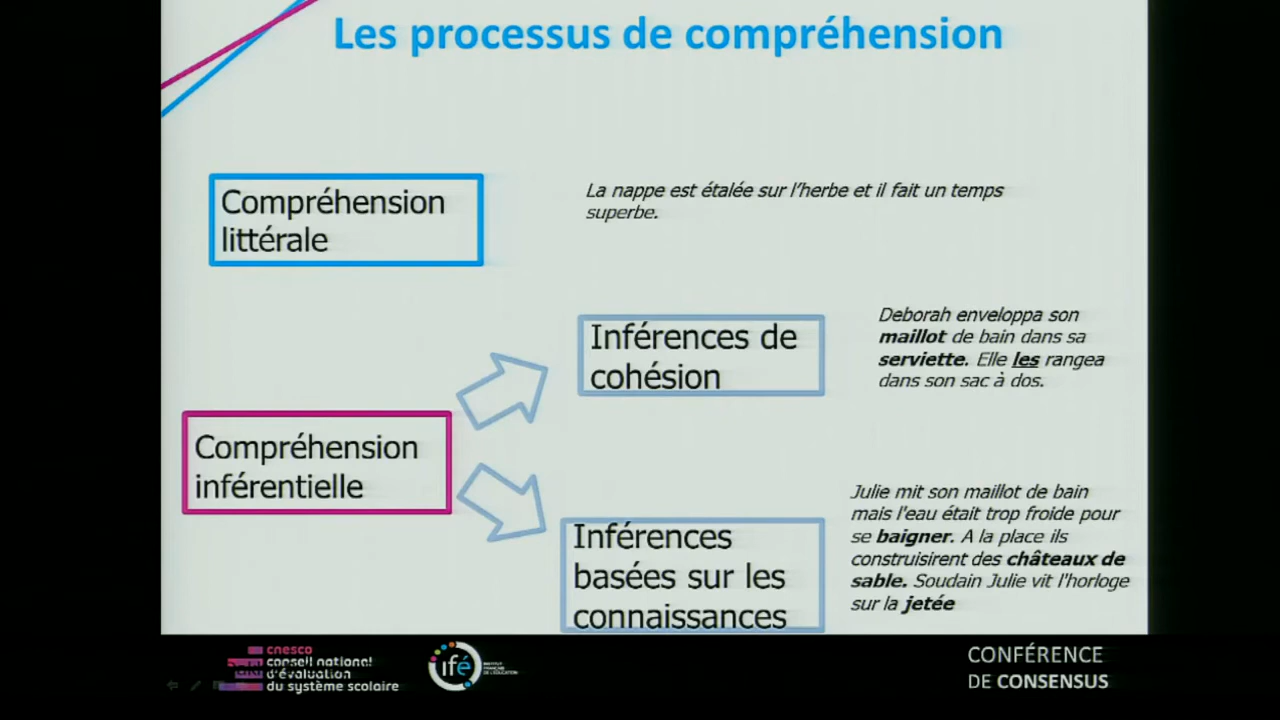 Les processus de compréhension
Compréhension
littérale
La nappe est étalée sur l'herbe et il fait un temps
superbe.
Inférences de
cohésion
Deborah enveloppa son
maillot de bain dans sa
serviette. Elle les rangea
dans son sac à dos.
Compréhension
inférentielle
Inférences
basées sur les
connaissances
Julie mit son maillot de bain
mais l'eau était trop froide pour
se baigner. A la place ils
construisirent des châteaux de
sable. Soudain Julie vit l'horloge
sur la jetée
cnesco
conseil national
d'évaluation
du système scolaire
ifé
INSTITUT
FRANÇAIS
DE L'ÉDUCATION
CONFÉRENCE
DE CONSENSUS